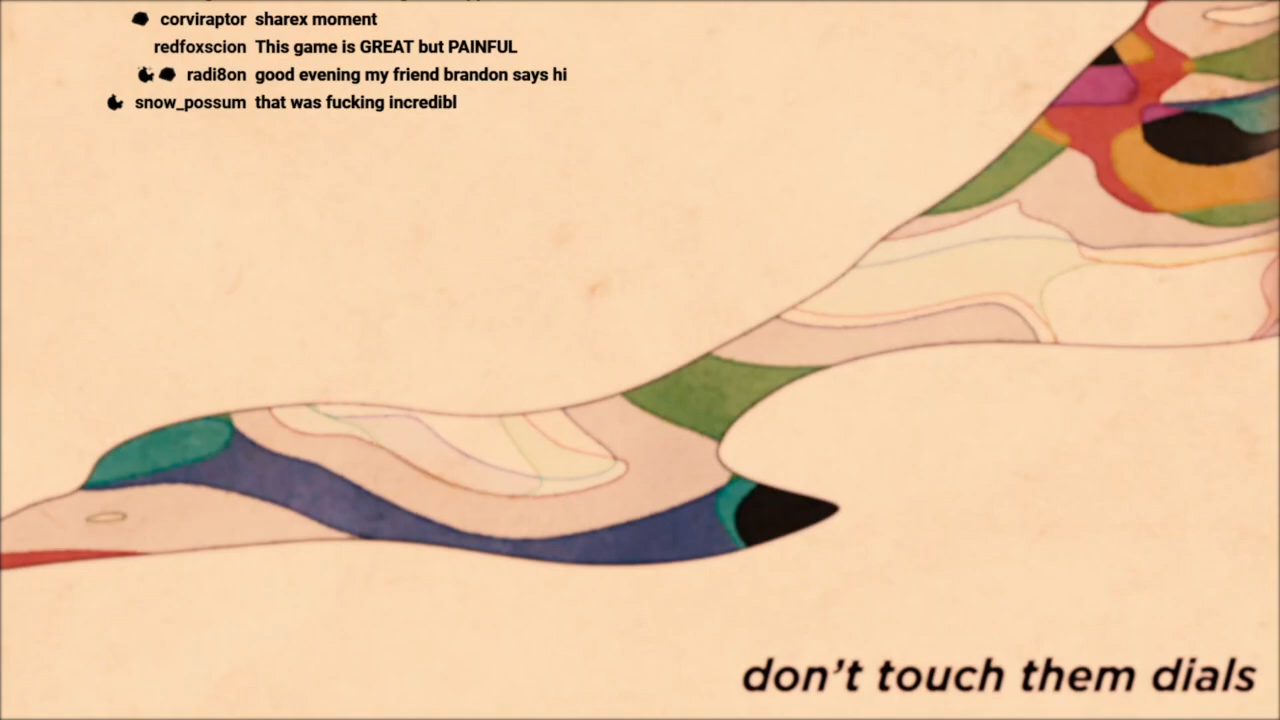 corviraptor sharex moment
redfoxscion This game is GREAT but PAINFUL
radi8on good evening my friend brandon says hi
snow_possum that was fucking incredibl
don't touch them dials